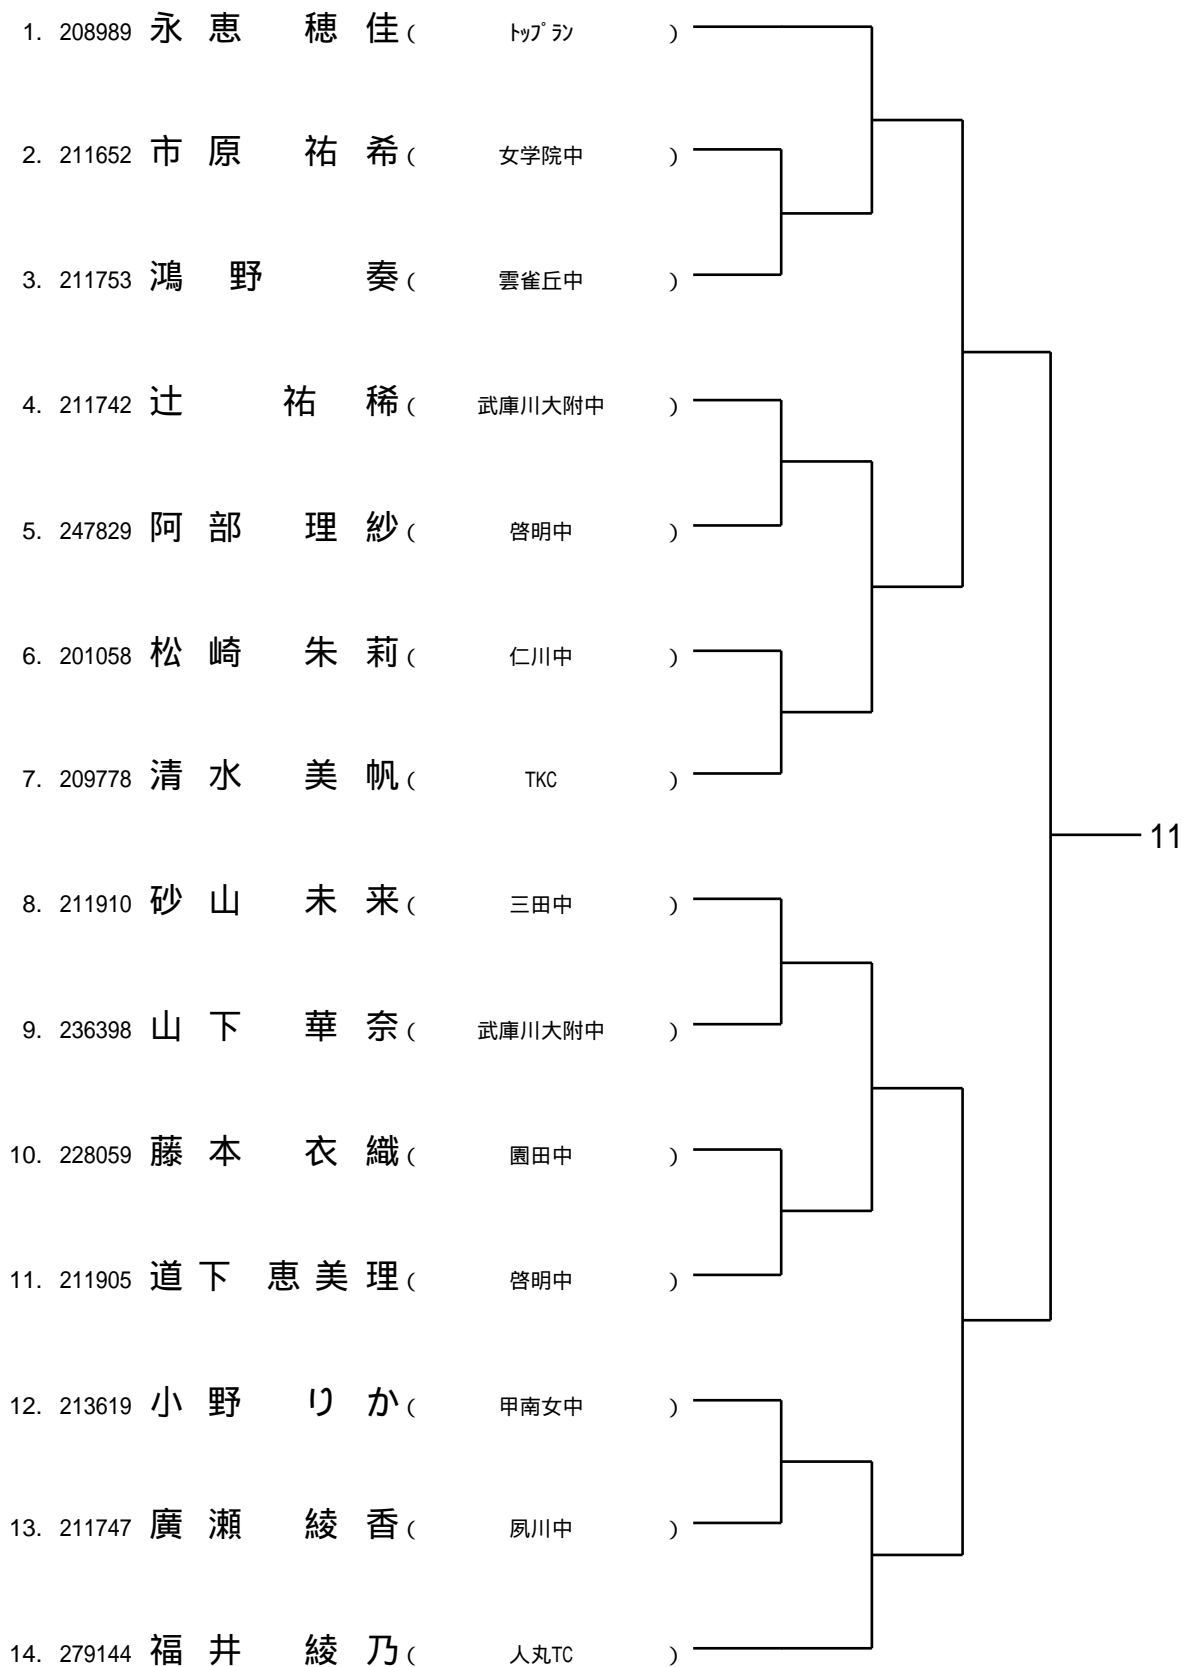 1. 208989 永恵 穂佳 ( ﾄｯﾌﾟﾗﾝ )
2. 211652 市原 祐希 ( 女学院中 )
3. 211753 鴻野 奏 ( 雲雀丘中 )
4. 211742 辻 祐稀 ( 武庫川大附中 )
5. 247829 阿部 理紗 ( 啓明中 )
6. 201058 松崎 朱莉 ( 仁川中 )
7. 209778 清水 美帆 ( TKC )
11
8. 211910 砂山 未来 ( 三田中 )
9. 236398 山下 華奈 ( 武庫川大附中 )
10. 228059 藤本 衣織 ( 園田中 )
11. 211905 道下 恵美理 ( 啓明中 )
12. 213619 小野 りか ( 甲南女中 )
13. 211747 廣瀬 綾香 ( 夙川中 )
14. 279144 福井 綾乃 ( 人丸TC )